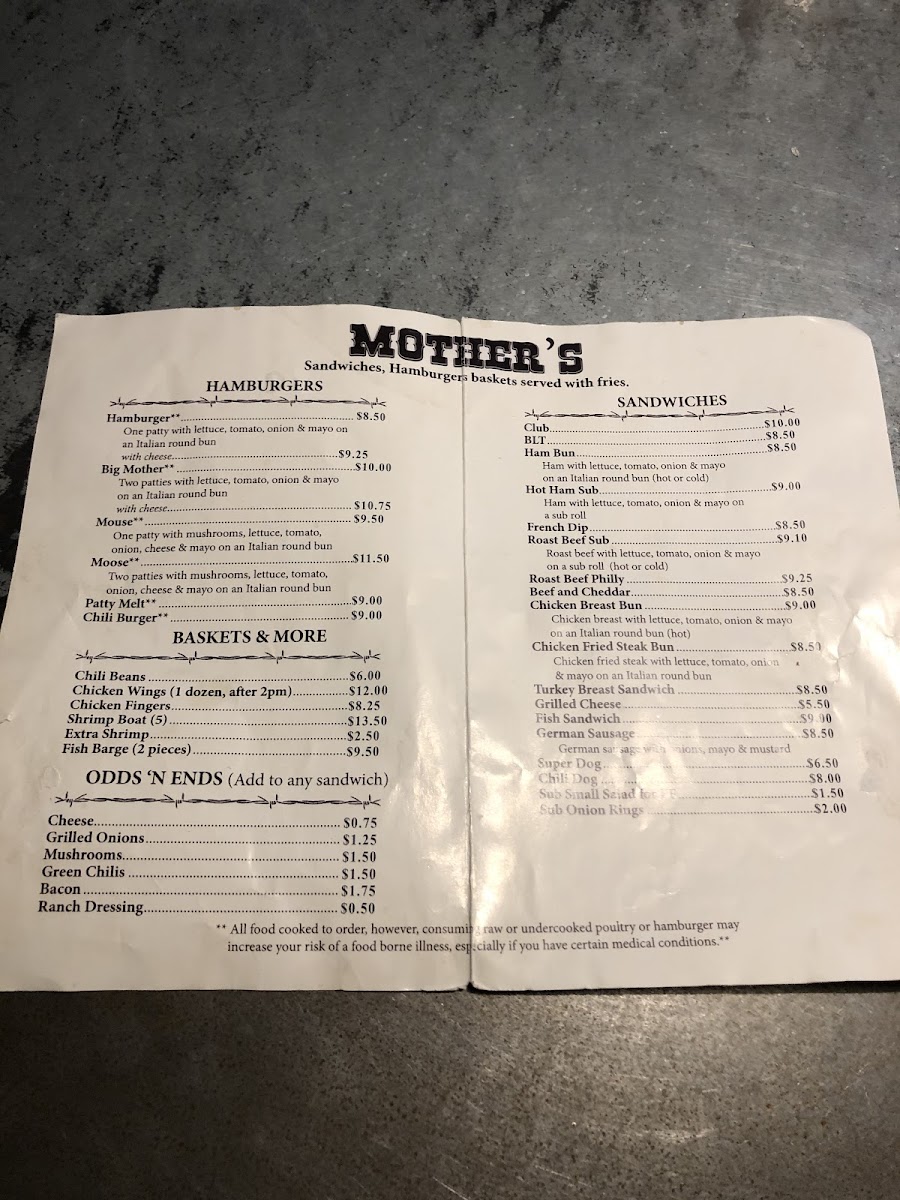 MOTHER'S
Sandwiches, Hamburgers baskets served with fries.
HAMBURGERS
Hamburger**..........$8.50
One patty with lettuce, tomato, onion & mayo on
an Italian round bun
with cheese..........$9.25
Big Mother**..........$10.00
Two patties with lettuce, tomato, onion & mayo
on an Italian round bun
with cheese..........$10.75
Mouse**..........$9.50
One patty with mushrooms, lettuce, tomato,
onion, cheese & mayo on an Italian round bun
Moose**..........$11.50
Two patties with mushrooms, lettuce, tomato,
onion, cheese & mayo on an Italian round bun
Patty Melt**..........$9.00
Chili Burger**..........$9.00
BASKETS & MORE
Chili Beans..........$6.00
Chicken Wings (1 dozen, after 2pm)..........$12.00
Chicken Fingers..........$8.25
Shrimp Boat (5)..........$13.50
Extra Shrimp..........$2.50
Fish Barge (2 pieces)..........$9.50
ODDS 'N ENDS (Add to any sandwich)
Cheese..........$0.75
Grilled Onions..........$1.25
Mushrooms..........$1.50
Green Chilis..........$1.50
Bacon..........$1.75
Ranch Dressing..........$0.50
SANDWICHES
Club..........$10.00
BLT..........$8.50
Ham Bun..........$8.50
Ham with lettuce, tomato, onion & mayo
on an Italian round bun (hot or cold)
Hot Ham Sub..........$9.00
Ham with lettuce, tomato, onion & mayo on
a sub roll
French Dip..........$8.50
Roast Beef Sub..........$9.10
Roast beef with lettuce, tomato, onion & mayo
on a sub roll (hot or cold)
Roast Beef Philly..........$9.25
Beef and Cheddar..........$8.50
Chicken Breast Bun..........$9.00
Chicken breast with lettuce, tomato, onion & mayo
on an Italian round bun (hot)
Chicken Fried Steak Bun..........$8.50
Chicken fried steak with lettuce, tomato, onion
& mayo on an Italian round bun
Turkey Breast Sandwich..........$8.50
Grilled Cheese..........$5.50
Fish Sandwich..........$9.00
German Sausage..........$8.50
German sausage with onions, mayo & mustard
Super Dog..........$6.50
Chili Dog..........$8.00
Sub Small Salad for..........$1.50
Sub Onion Rings..........$2.00
** All food cooked to order, however, consuming raw or undercooked poultry or hamburger may
increase your risk of a food borne illness, especially if you have certain medical conditions.**